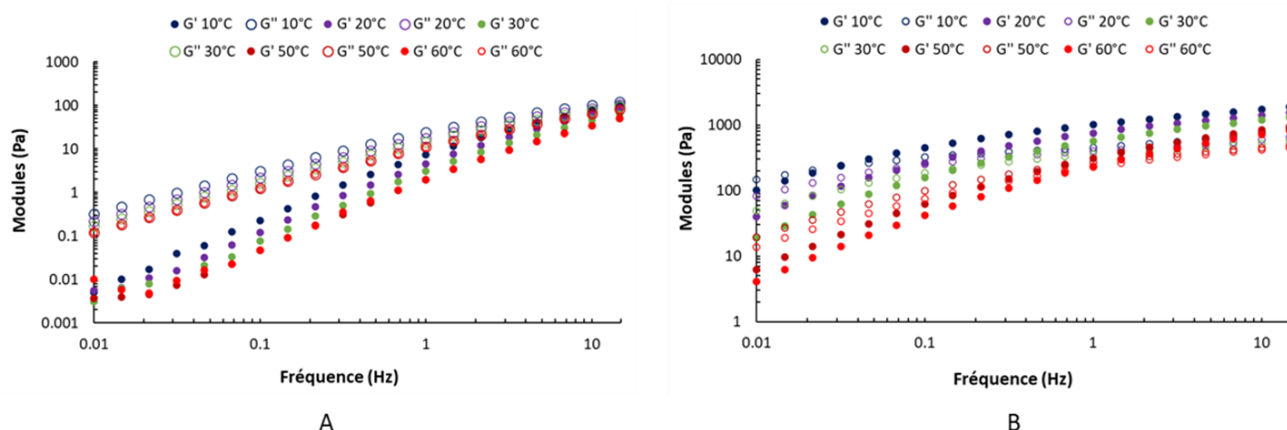 G' 10°C G'' 10°C G' 20°C G'' 20°C G' 30°C
G'' 30°C G' 50°C G'' 50°C G' 60°C G'' 60°C
1000
100
10
1
0.1
0.01
0.001
Modules (Pa)
0.01 0.1 1 10
Fréquence (Hz)
A
G' 10°C G'' 10°C G' 20°C G'' 20°C G' 30°C
G'' 30°C G' 50°C G'' 50°C G' 60°C G'' 60°C
10000
1000
100
10
1
Modules (Pa)
0.01 0.1 1 10
Fréquence (Hz)
B